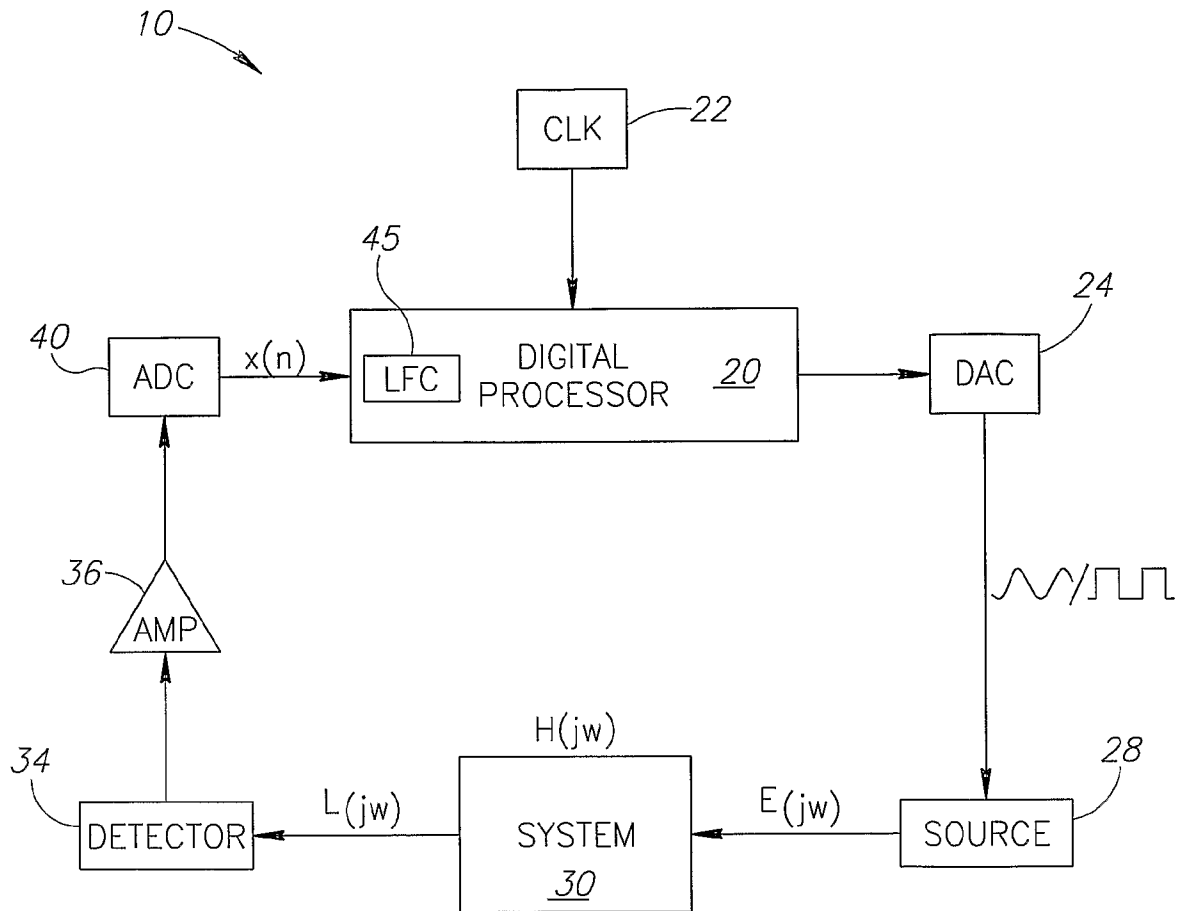 10
CLK
22
45
24
40
ADC
x(n)
LFC
DIGITAL
PROCESSOR
20
DAC
36
AMP
H(jw)
34
28
L(jw)
E(jw)
DETECTOR
SYSTEM
30
SOURCE